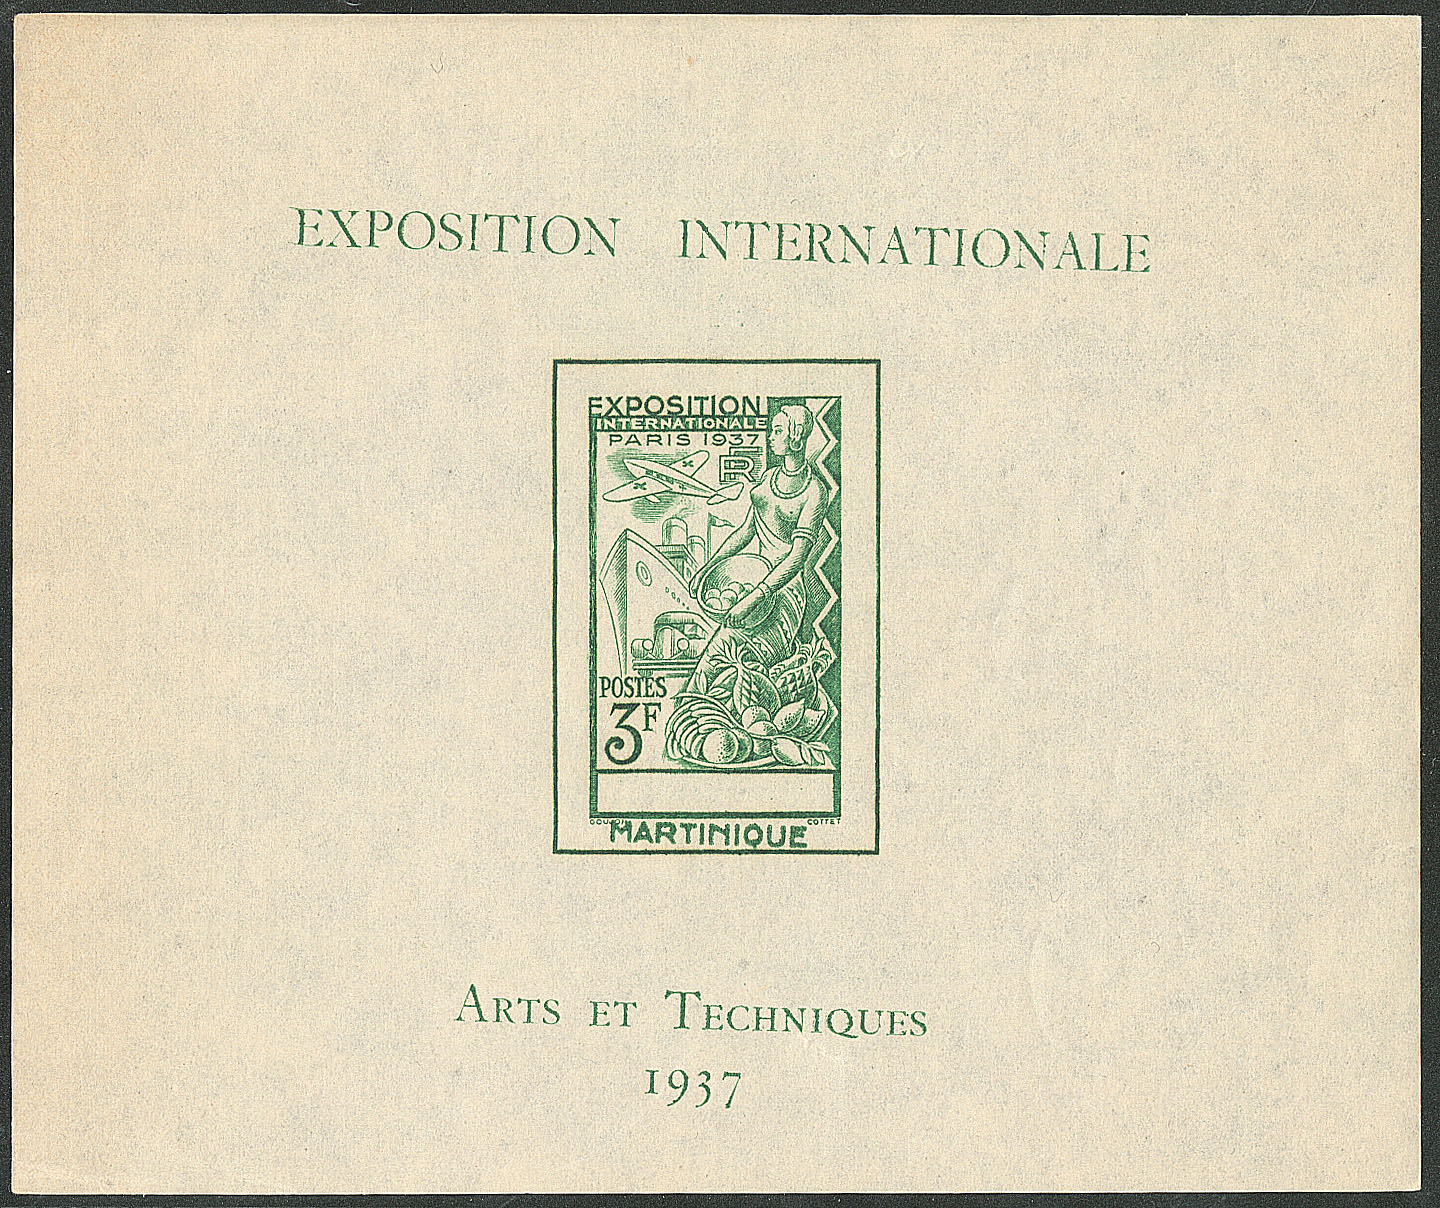 EXPOSITION INTERNATIONALE
EXPOSITION
INTERNATIONALE
PARIS 1937
RF
POSTES
3F
COTTET
MARTINIQUE
ARTS ET TECHNIQUES
1937